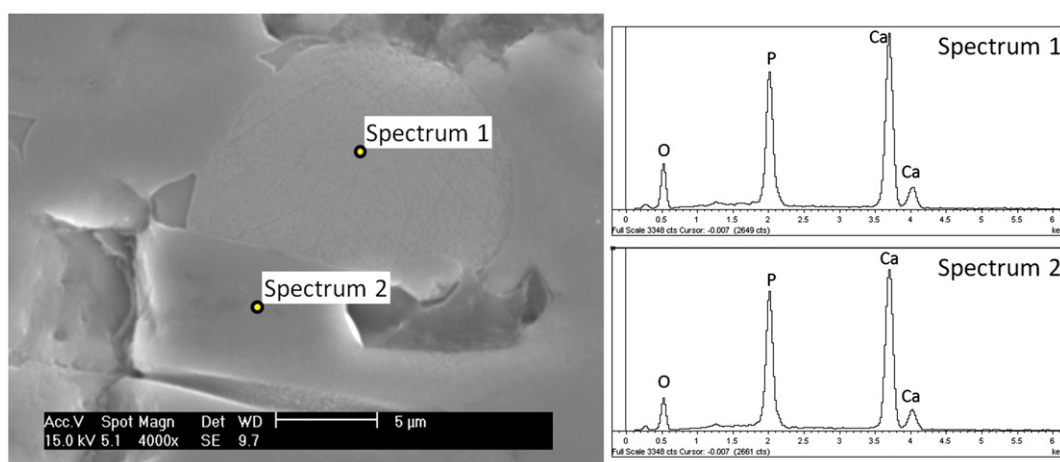 Spectrum 1
Spectrum 2
Acc.V Spot Magn Det WD 5 µm
15.0 kV 5.1 4000x SE 9.7
Spectrum 1
O P Ca Ca
0 0.5 1 1.5 2 2.5 3 3.5 4 4.5 5 5.5 6
Full Scale 3348 cts Cursor: -0.007 (2649 cts) ke
Spectrum 2
O P Ca Ca
0 0.5 1 1.5 2 2.5 3 3.5 4 4.5 5 5.5 6
Full Scale 3348 cts Cursor: -0.007 (2661 cts) ke